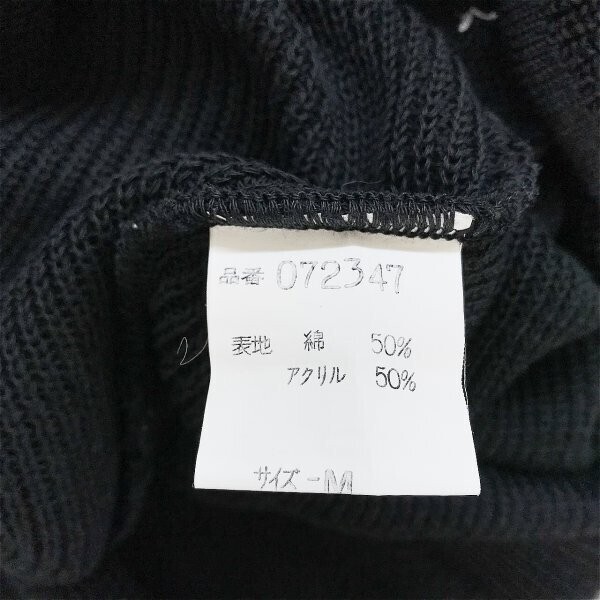 品番 072347
表地 綿 50%
アクリル 50%
サイズ-M